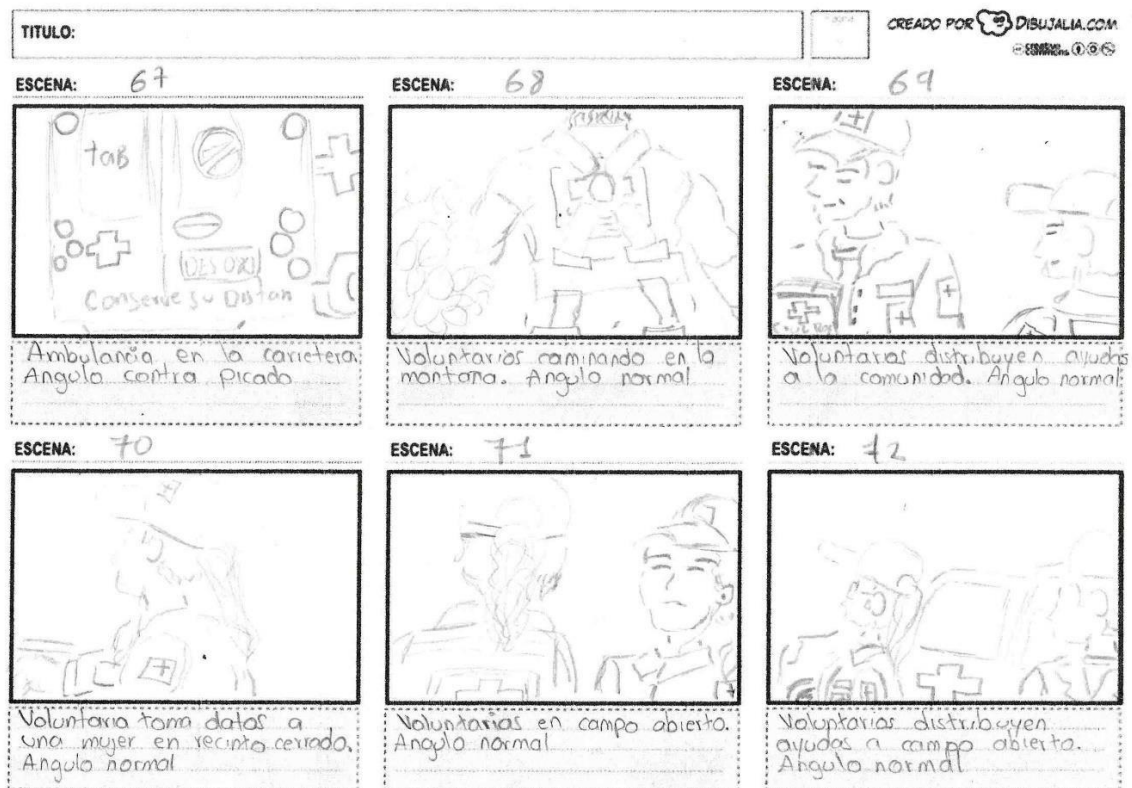 TITULO:
Pagina
CREADO POR DIBUJALIA.COM
creative commons
ESCENA: 67
ESCENA: 68
ESCENA: 69
tAB
DESOXI
Conserve su Distan
Ambulancia en la carretera.
Angulo contra picado
Voluntarios caminando en la
montaña. Angulo normal
Voluntarias distribuyen ayudas
a la comunidad. Angulo normal.
ESCENA: 70
ESCENA: 71
ESCENA: 72
Voluntaria toma datos a
una mujer en recinto cerrado.
Angulo normal
Voluntarias en campo abierto.
Angulo normal
Voluntarios distribuyen
ayudas a campo abierto.
Angulo normal